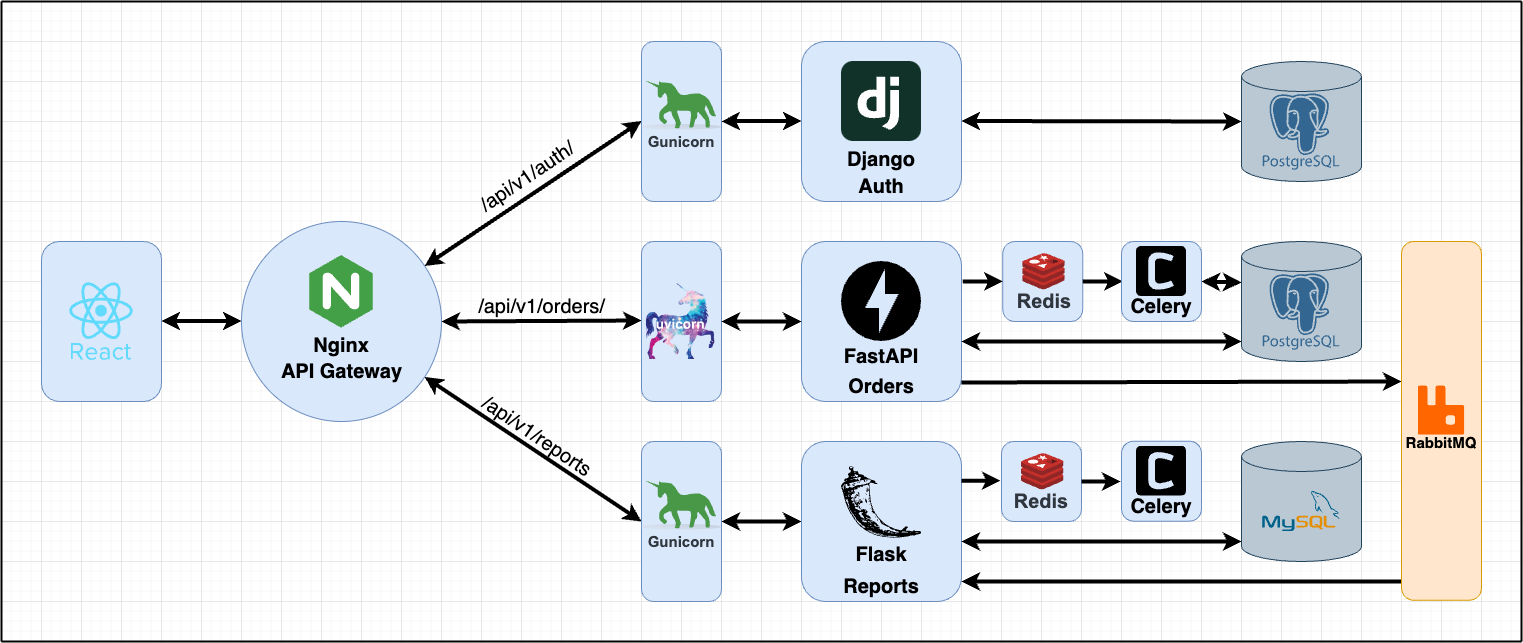 React
N
Nginx
API Gateway
/api/v1/auth/
/api/v1/orders/
/api/v1/reports
Gunicorn
dj
Django
Auth
PostgreSQL
uvicorn
FastAPI
Orders
Redis
C
Celery
PostgreSQL
RabbitMQ
Gunicorn
Flask
Reports
Redis
C
Celery
MySQL